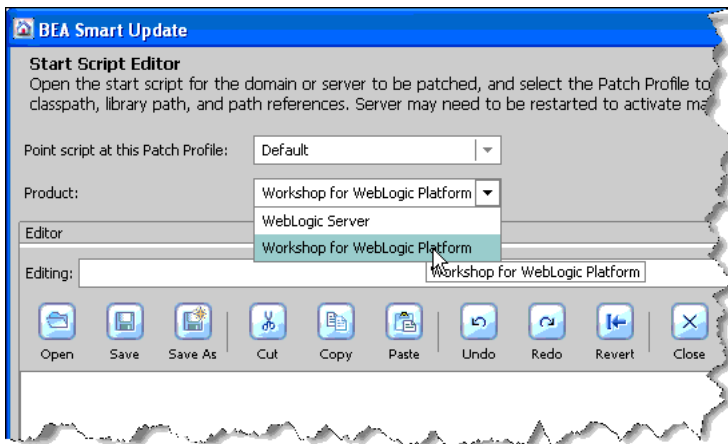 BEA Smart Update
Start Script Editor
Open the start script for the domain or server to be patched, and select the Patch Profile to
classpath, library path, and path references. Server may need to be restarted to activate ma
Point script at this Patch Profile: Default
Product: Workshop for WebLogic Platform
WebLogic Server
Editor
Workshop for WebLogic Platform
Editing: Workshop for WebLogic Platform
Open Save Save As Cut Copy Paste Undo Redo Revert Close